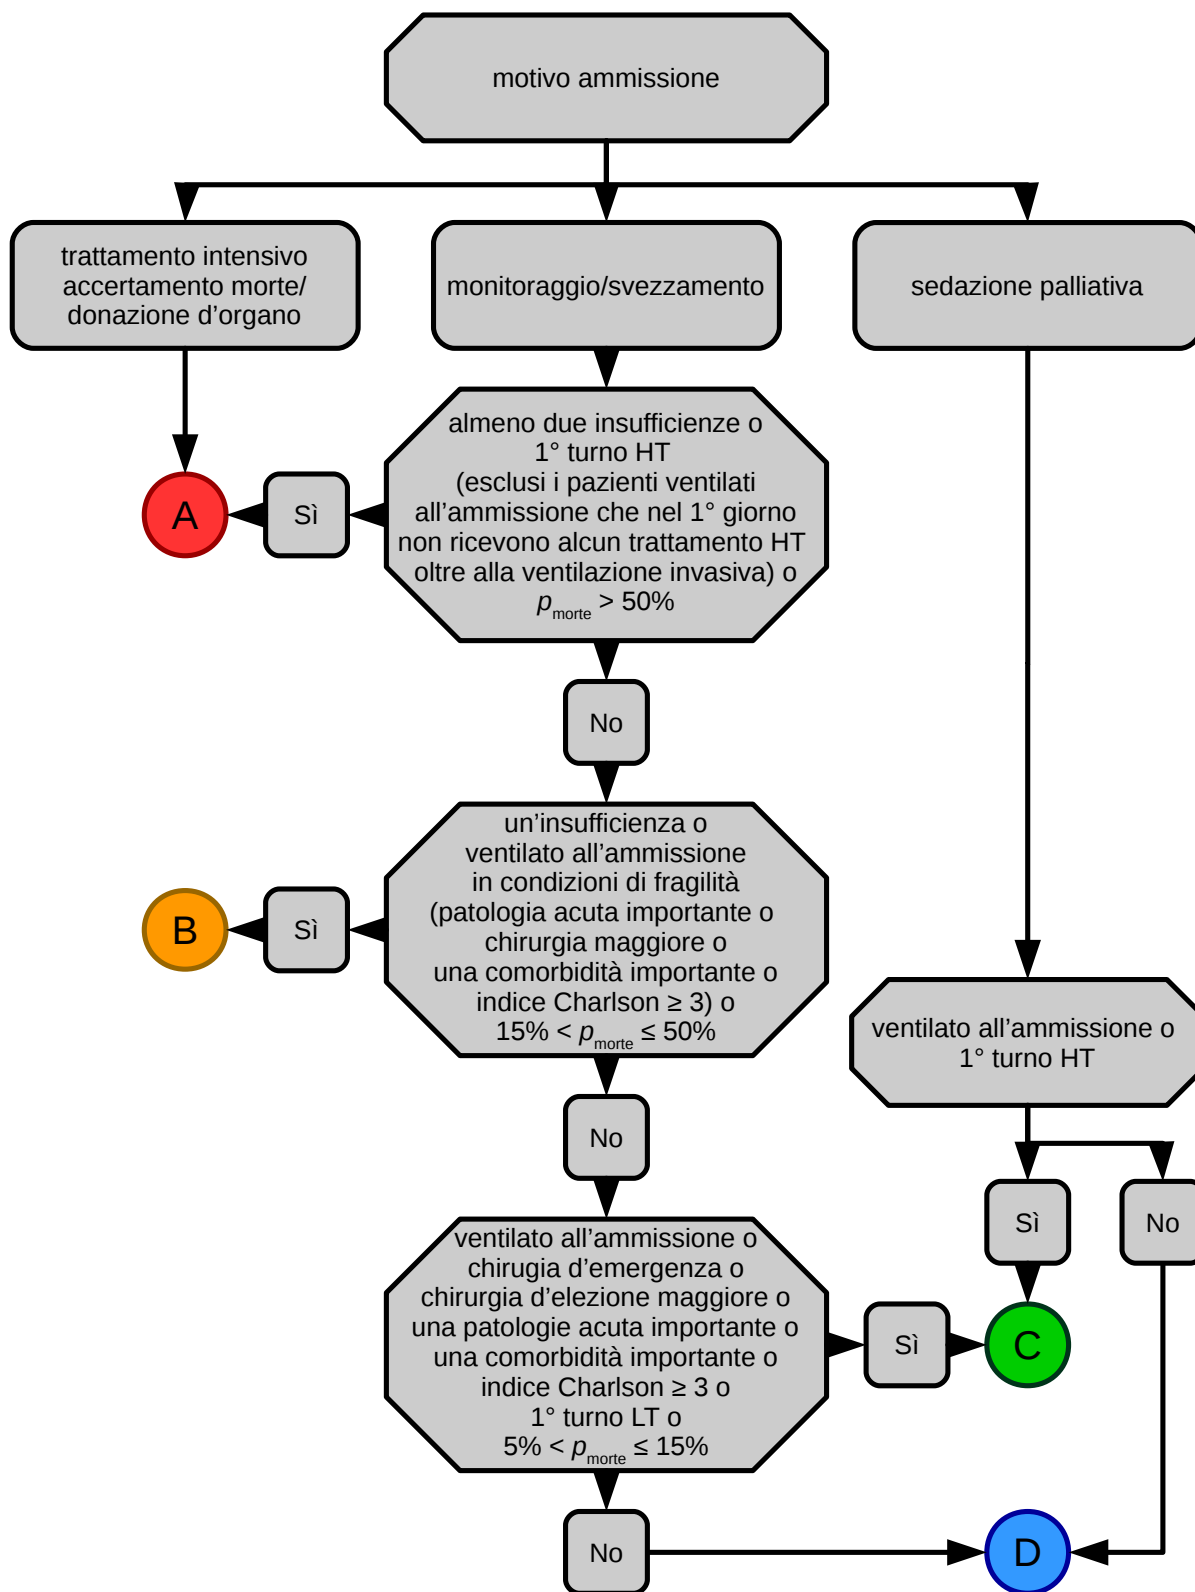 motivo ammissione
trattamento intensivo
accertamento morte/
donazione d’organo
monitoraggio/svezzamento
sedazione palliativa
almeno due insufficienze o
1° turno HT
(esclusi i pazienti ventilati
all’ammissione che nel 1° giorno
non ricevono alcun trattamento HT
oltre alla ventilazione invasiva) o
p morte > 50%
Sì
A
No
un’insufficienza o
ventilato all’ammissione
in condizioni di fragilità
(patologia acuta importante o
chirurgia maggiore o
una comorbidità importante o
indice Charlson ≥ 3) o
15% < p morte ≤ 50%
Sì
B
ventilato all’ammissione o
1° turno HT
No
Sì
No
ventilato all’ammissione o
chirugia d’emergenza o
chirurgia d’elezione maggiore o
una patologie acuta importante o
una comorbidità importante o
indice Charlson ≥ 3 o
1° turno LT o
5% < p morte ≤ 15%
Sì
C
No
D